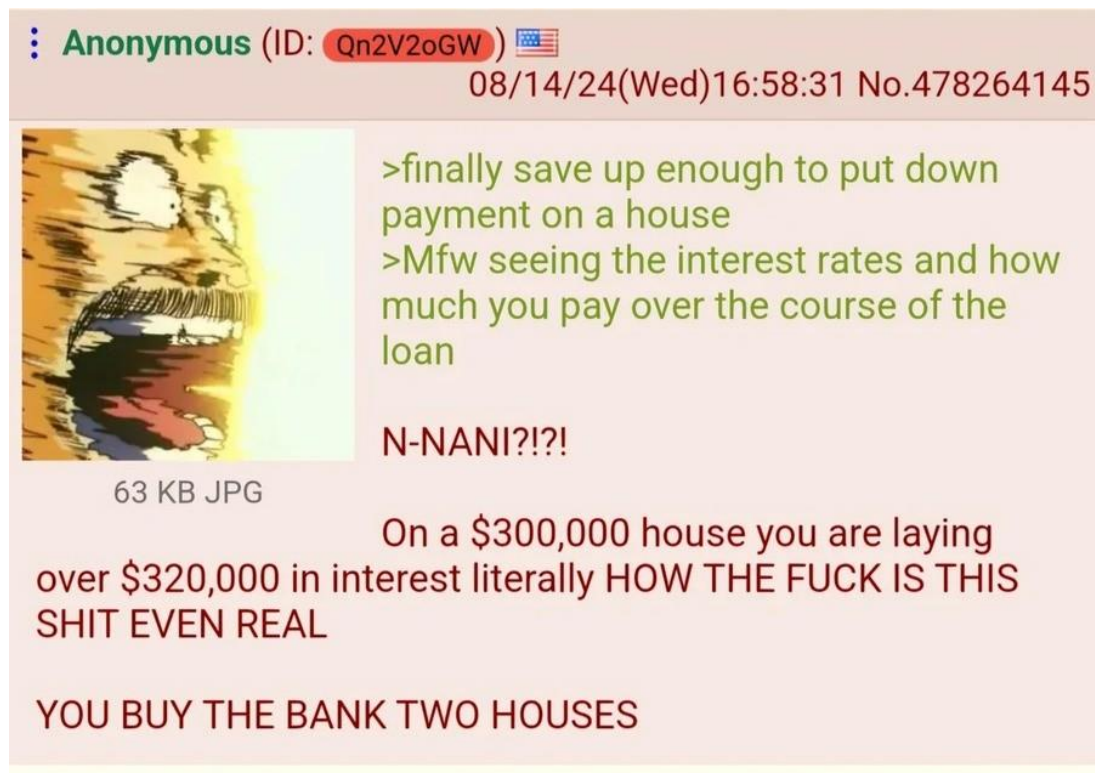 Anonymous (ID: Qn2V2oGW)
08/14/24(Wed)16:58:31 No.478264145
>finally save up enough to put down
payment on a house
>Mfw seeing the interest rates and how
much you pay over the course of the
loan
N-NANI?!?!
63 KB JPG
On a $300,000 house you are laying
over $320,000 in interest literally HOW THE FUCK IS THIS
SHIT EVEN REAL
YOU BUY THE BANK TWO HOUSES